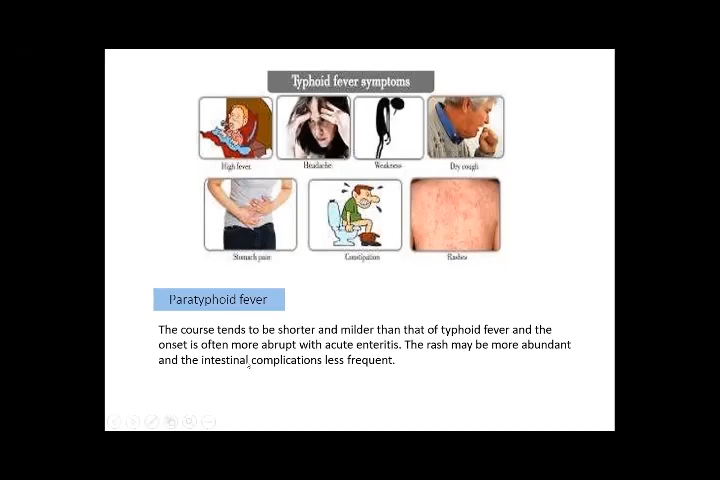 Typhoid fever symptoms
High fever Headache Weakness Dry cough
Stomach pain Constipation Rashes
Paratyphoid fever
The course tends to be shorter and milder than that of typhoid fever and the
onset is often more abrupt with acute enteritis. The rash may be more abundant
and the intestinal complications less frequent.